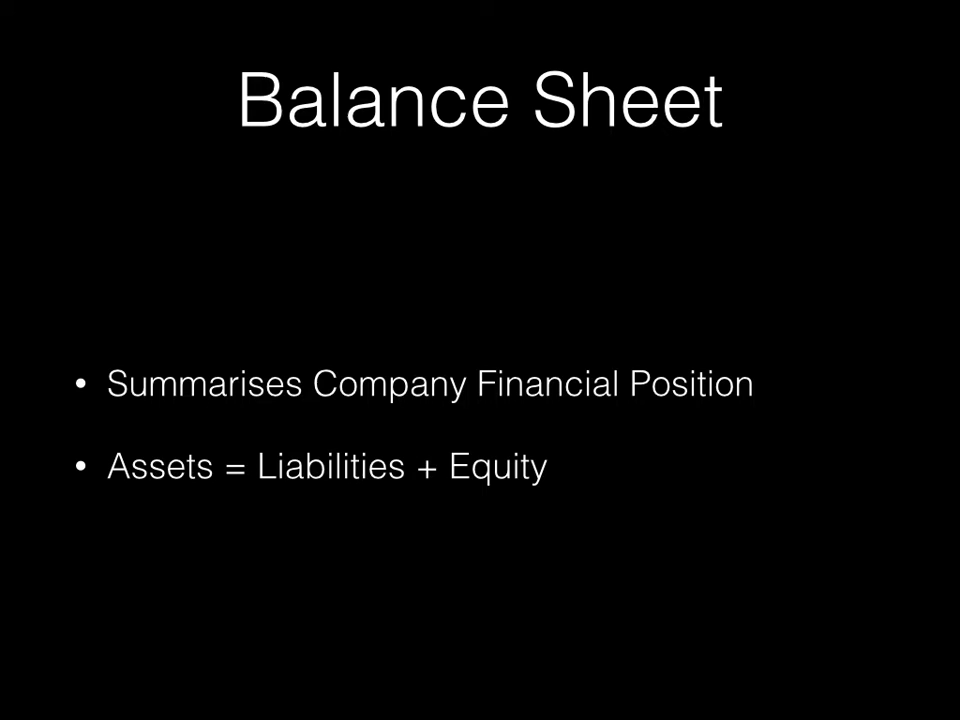 Balance Sheet
• Summarises Company Financial Position
• Assets = Liabilities + Equity